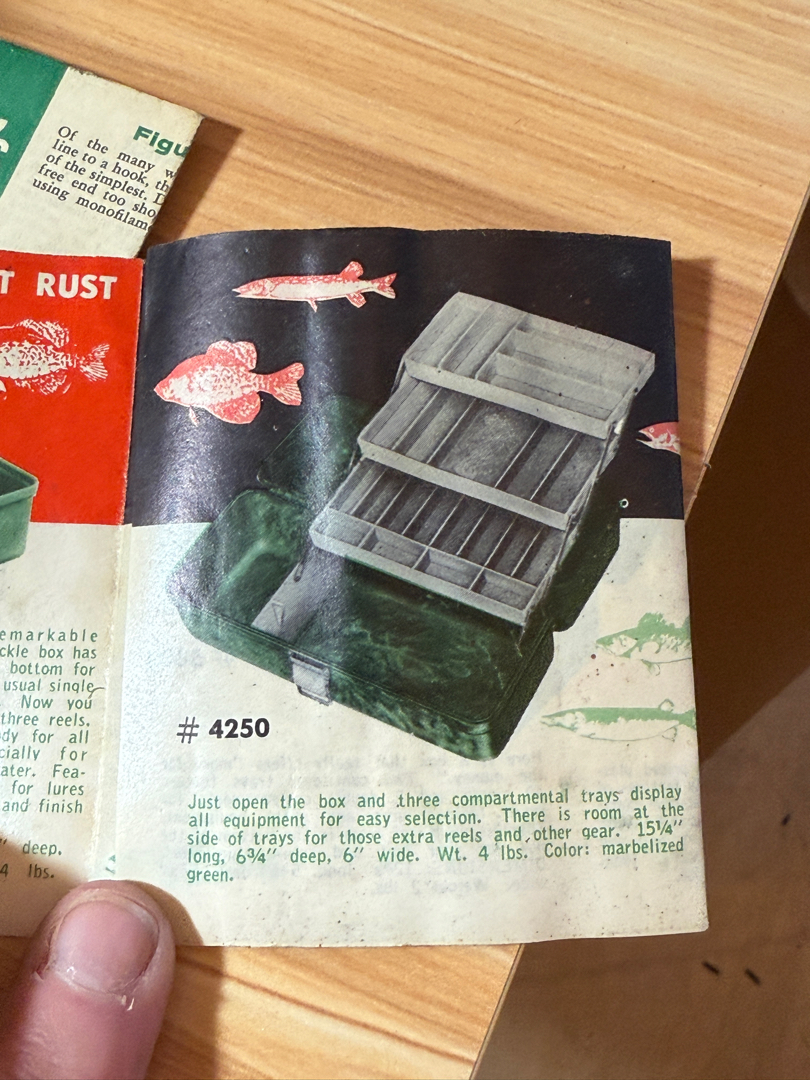 Figu
Of the many w
line to a hook, th
of the simplest. D
free end too sho
using monofilam
T RUST
emarkable
ckle box has
bottom for
usual single
Now you
three reels.
dy for all
cially for
ater. Fea-
for lures
and finish
" deep.
4 lbs.
# 4250
Just open the box and three compartmental trays display
all equipment for easy selection. There is room at the
side of trays for those extra reels and other gear. 15¼"
long, 6¾" deep, 6" wide. Wt. 4 lbs. Color: marbelized
green.